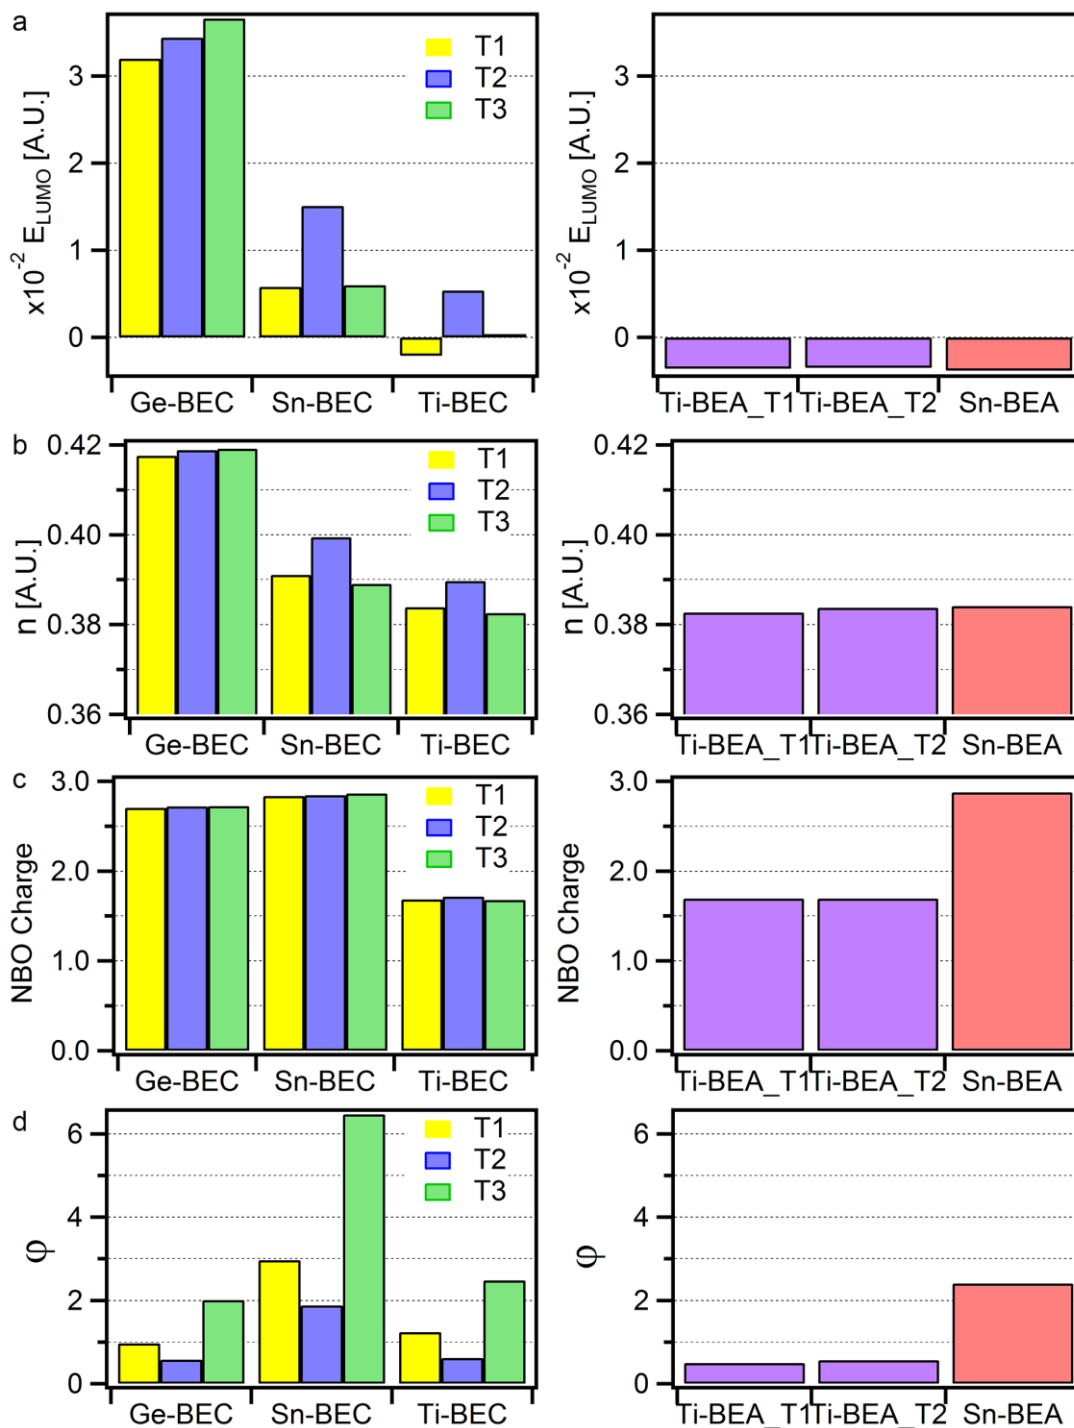 a
x10-2 ELUMO [A.U.]
3
2
1
0
T1
T2
T3
Ge-BEC Sn-BEC Ti-BEC
x10-2 ELUMO [A.U.]
3
2
1
0
Ti-BEA_T1 Ti-BEA_T2 Sn-BEA
b
n [A.U.]
0.42
0.40
0.38
0.36
T1
T2
T3
Ge-BEC Sn-BEC Ti-BEC
n [A.U.]
0.42
0.40
0.38
0.36
Ti-BEA_T1 Ti-BEA_T2 Sn-BEA
c
NBO Charge
3.0
2.0
1.0
0.0
T1
T2
T3
Ge-BEC Sn-BEC Ti-BEC
NBO Charge
3.0
2.0
1.0
0.0
Ti-BEA_T1 Ti-BEA_T2 Sn-BEA
d
φ
6
4
2
0
T1
T2
T3
Ge-BEC Sn-BEC Ti-BEC
φ
6
4
2
0
Ti-BEA_T1 Ti-BEA_T2 Sn-BEA